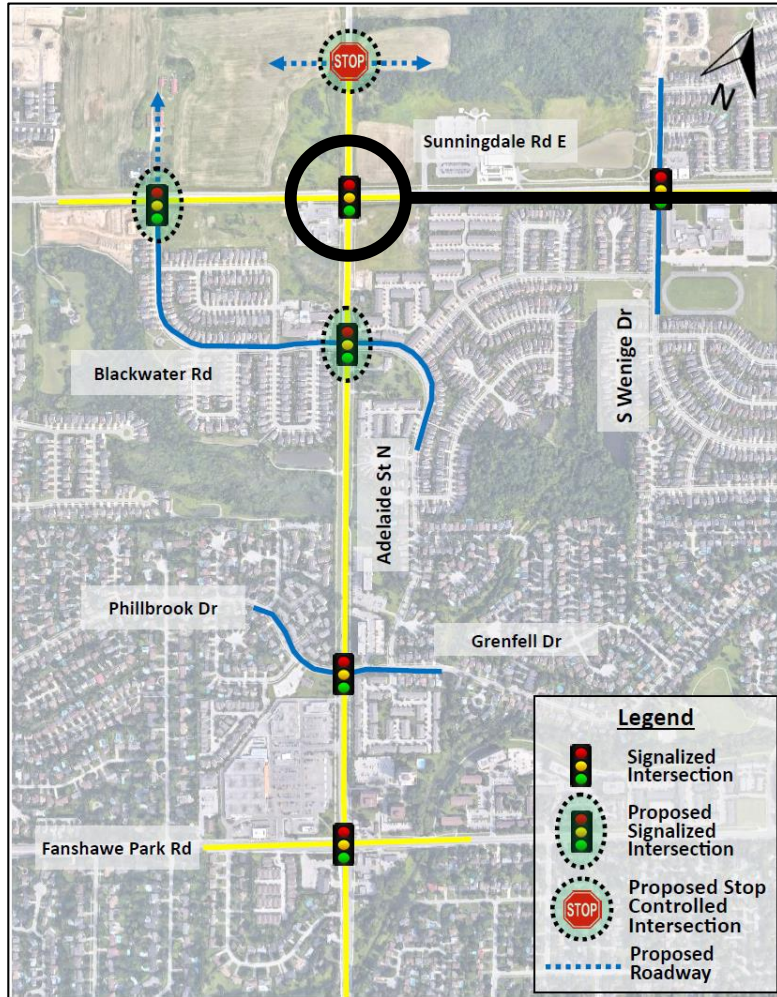 STOP
N
Sunningdale Rd E
S Wenige Dr
Blackwater Rd
Adelaide St N
Phillbrook Dr
Grenfell Dr
Fanshawe Park Rd
Legend
Signalized
Intersection
Proposed
Signalized
Intersection
STOP
Proposed Stop
Controlled
Intersection
Proposed
Roadway